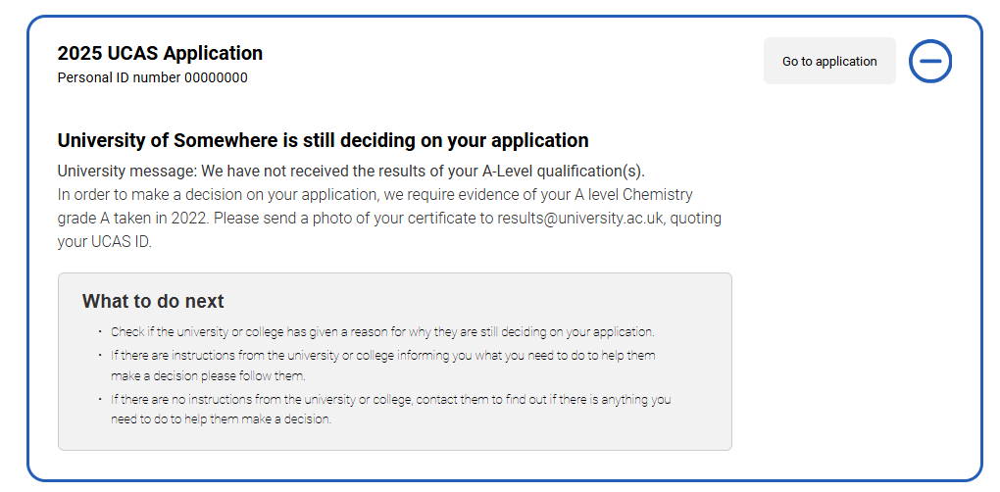 2025 UCAS Application
Personal ID number 00000000
Go to application
University of Somewhere is still deciding on your application
University message: We have not received the results of your A-Level qualification(s).
In order to make a decision on your application, we require evidence of your A level Chemistry
grade A taken in 2022. Please send a photo of your certificate to results@university.ac.uk, quoting
your UCAS ID.
What to do next
· Check if the university or college has given a reason for why they are still deciding on your application.
· If there are instructions from the university or college informing you what you need to do to help them
make a decision please follow them.
· If there are no instructions from the university or college, contact them to find out if there is anything you
need to do to help them make a decision.